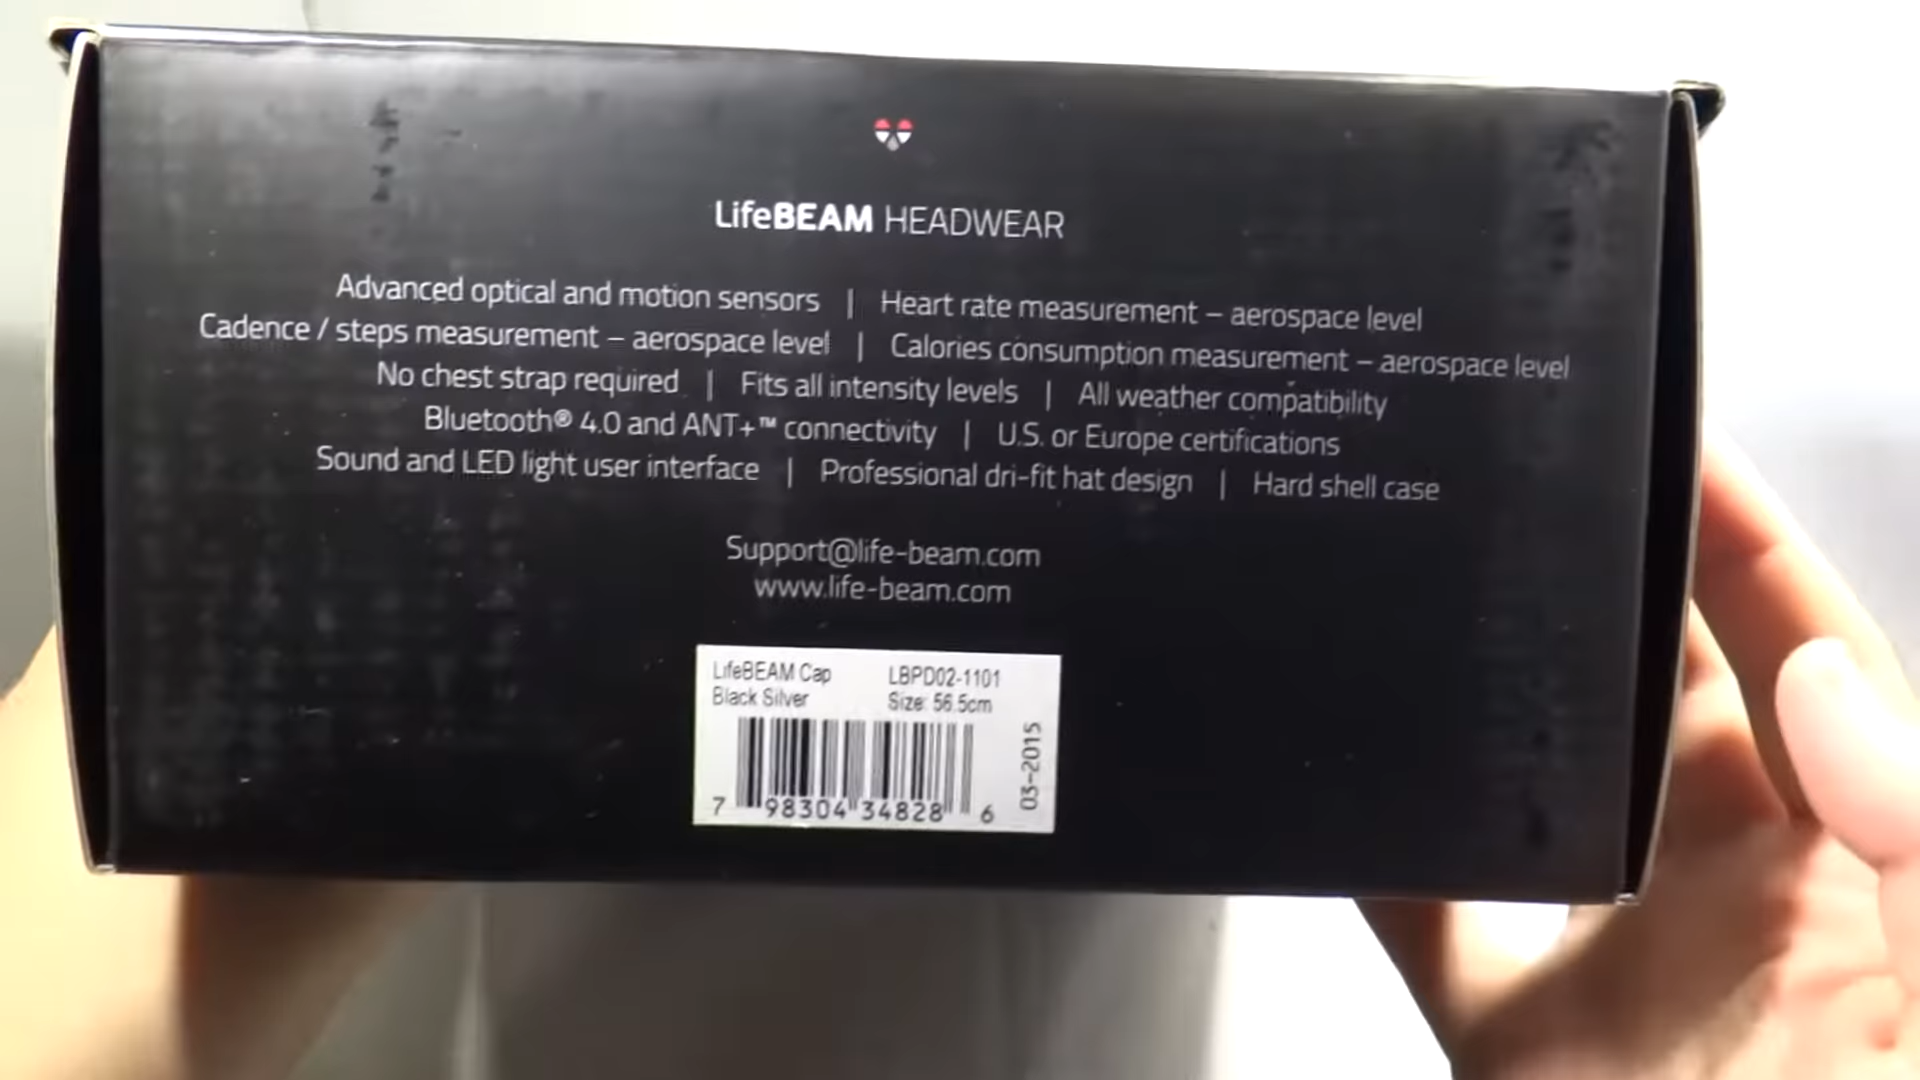 LifeBEAM HEADWEAR
Advanced optical and motion sensors | Heart rate measurement – aerospace level
Cadence / steps measurement – aerospace level | Calories consumption measurement – aerospace level
No chest strap required | Fits all intensity levels | All weather compatibility
Bluetooth® 4.0 and ANT+™ connectivity | U.S. or Europe certifications
Sound and LED light user interface | Professional dri-fit hat design | Hard shell case
Support@life-beam.com
www.life-beam.com
LifeBEAM Cap LBPD02-1101
Black Silver Size: 56.5cm
03-2015
7 98304 34828 6